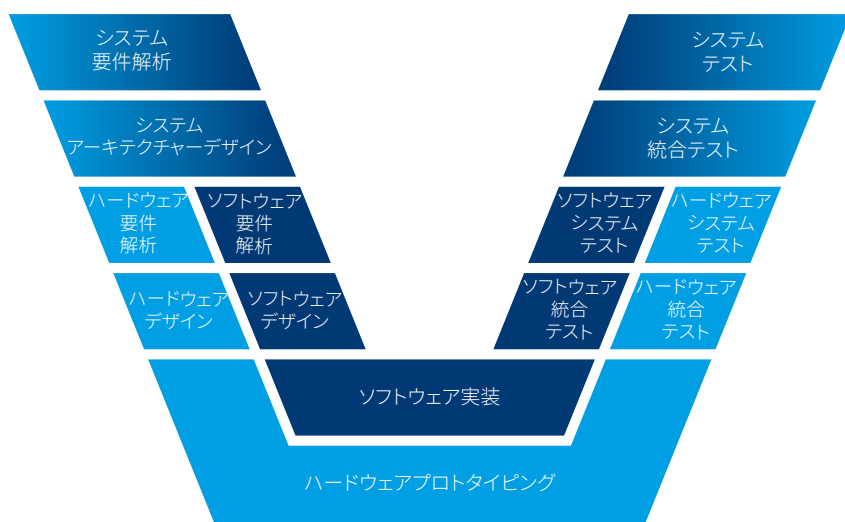 システム
要件解析
システム
テスト
システム
アーキテクチャーデザイン
システム
統合テスト
ハードウェア
要件
解析
ソフトウェア
要件
解析
ソフトウェア
システム
テスト
ハードウェア
システム
テスト
ハードウェア
デザイン
ソフトウェア
デザイン
ソフトウェア
統合
テスト
ハードウェア
統合
テスト
ソフトウェア実装
ハードウェアプロトタイピング